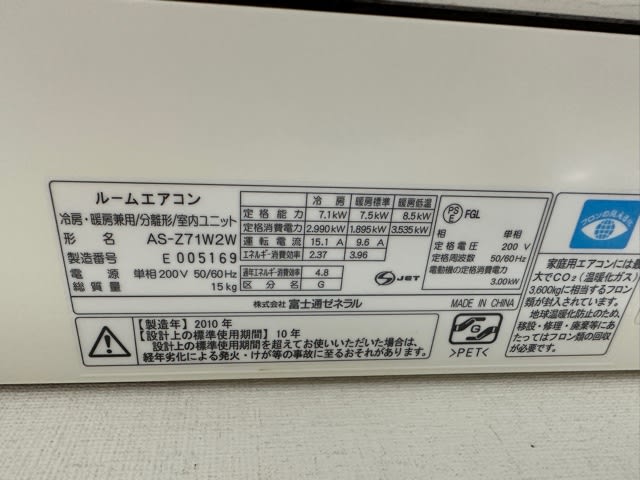 ルームエアコン
冷房・暖房兼用/分離形/室内ユニット
形名 AS-Z71W2W
製造番号 E 005169
電源 単相200V 50/60Hz
総質量 15kg
冷房 暖房標準 暖房低温
定格能力 7.1kW 7.5kW 8.5kW
定格消費電力 2.990kW 1.895kW 3.535kW
運転電流 15.1A 9.6A
エネルギー消費効率 2.37 3.96
通年エネルギー消費効率 4.8
区分名 G
PS E FGL
相 単相
定格電圧 200V
定格周波数 50/60Hz
電動機の定格消費電力
3.00kW
S JET
株式会社 富士通ゼネラル
MADE IN CHINA
【製造年】2010年
【設計上の標準使用期間】10年
設計上の標準使用期間を超えてお使いいただいた場合は、
経年劣化による発火・けが等の事故に至るおそれがあります。
G
>PET<
フロンの見える化
家庭用エアコンには最
大でCO₂（温暖化ガス）
3,600kgに相当するフロン
類が封入されています。
地球温暖化防止のため、
移設・修理・廃棄等にあ
たってはフロン類の回収
が必要です。